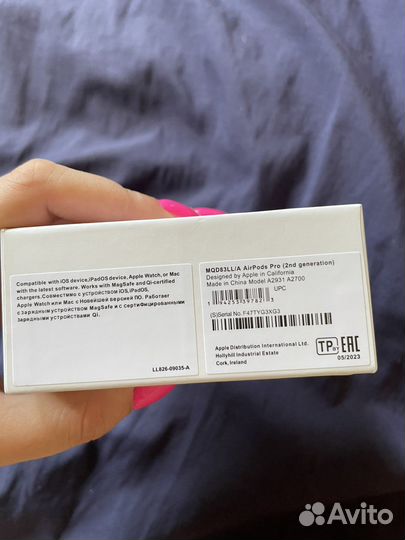 Compatible with iOS device,iPadOS device, Apple Watch, or Mac
with the latest software. Works with MagSafe and Qi-certified
chargers.Совместимо с устройством iOS,iPadOS.
Apple Watch или Mac с Новейшей версией ПО. Работает
с зарядным устройством MagSafe и с сертифицированными
зарядными устройствами Qi.
LL826-09035-A
MQD83LL/A AirPods Pro (2nd generation)
Designed by Apple in California
Made in China Model A2931 A2700
UPC
(S)Serial No. F47TYG3XG3
Apple Distribution International Ltd.
Hollyhill Industrial Estate
Cork, Ireland
TP BY EAC
05/2023
Avito